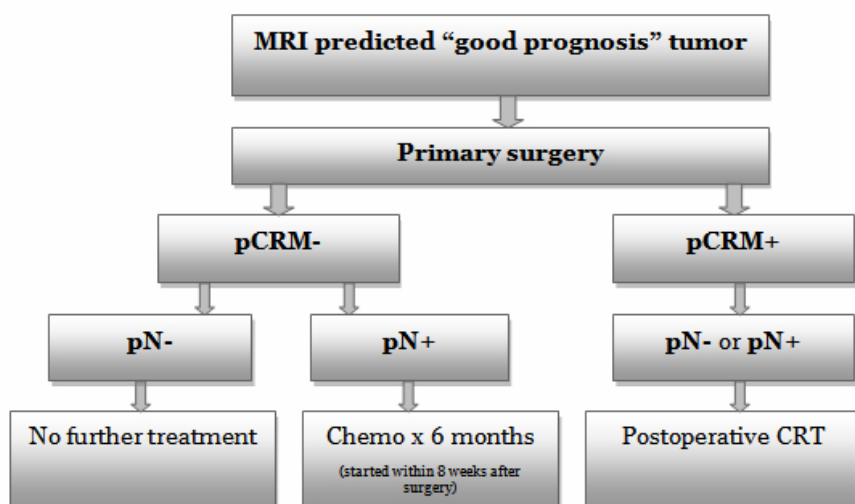 MRI predicted “good prognosis” tumor
Primary surgery
pCRM-
pCRM+
pN-
pN+
pN- or pN+
No further treatment
Chemo x 6 months
(started within 8 weeks after
surgery)
Postoperative CRT